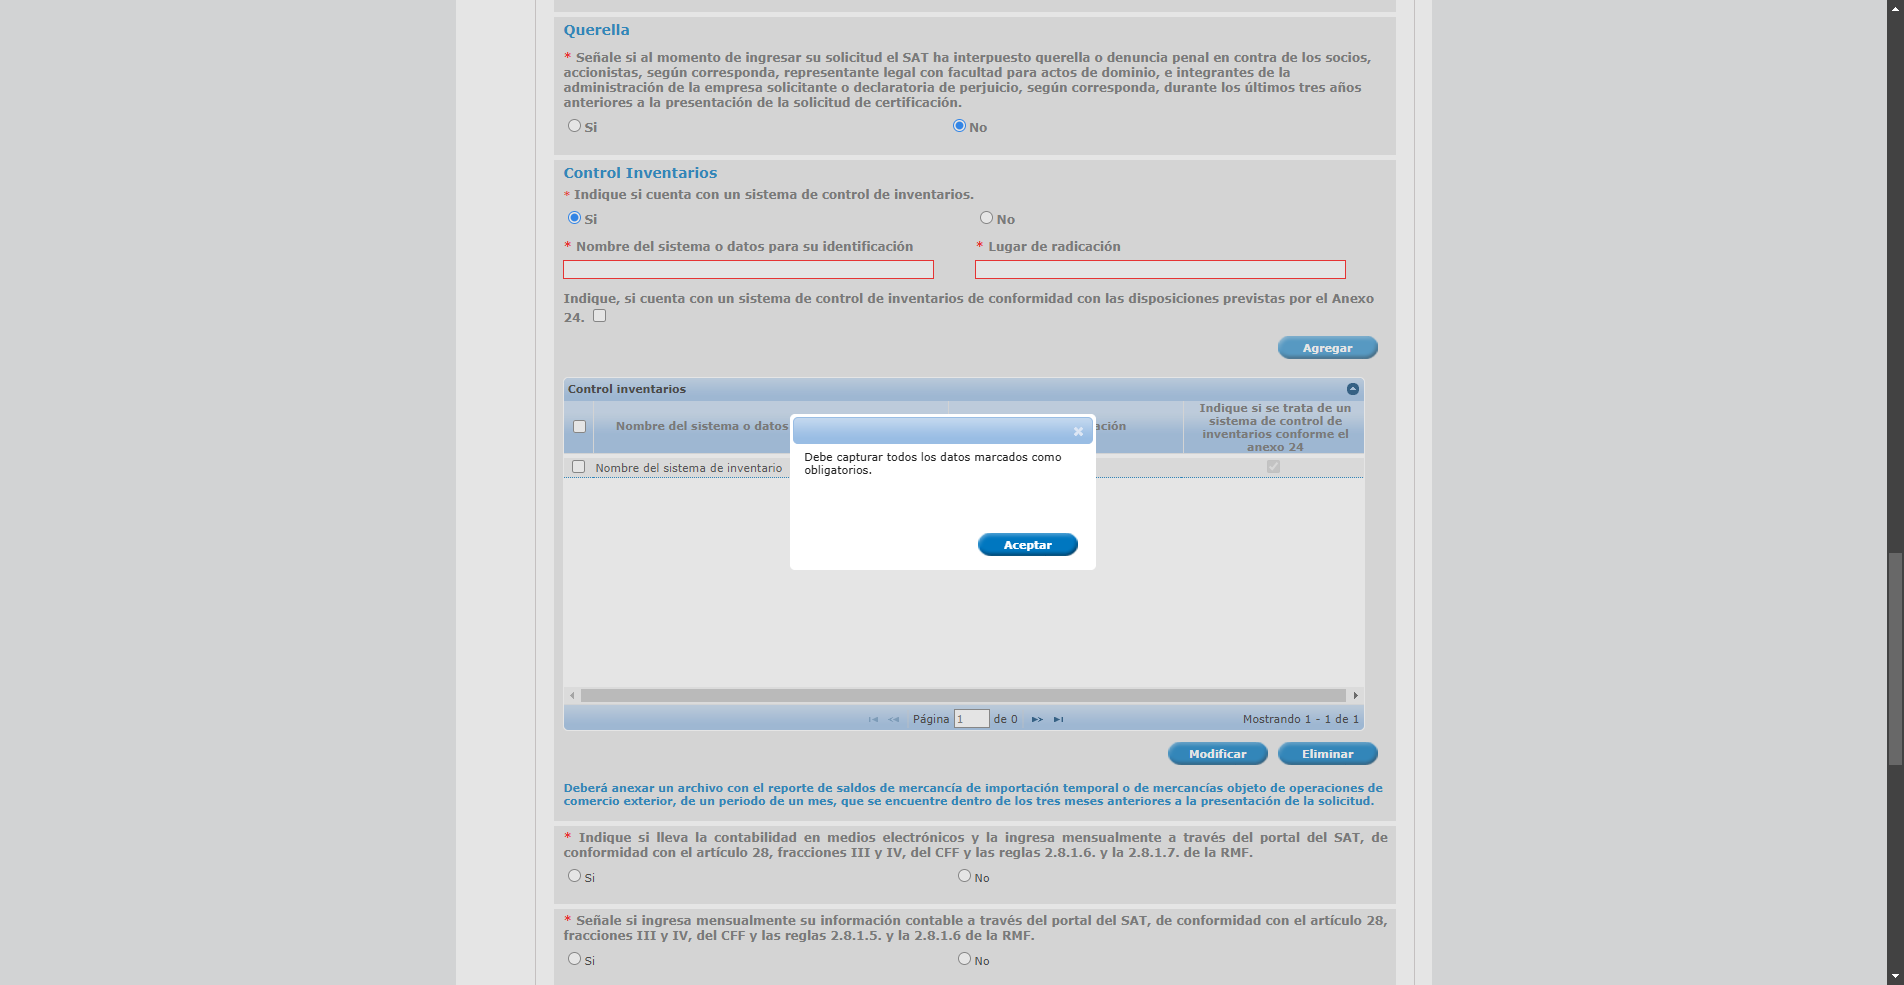 Querella
* Señale si al momento de ingresar su solicitud el SAT ha interpuesto querella o denuncia penal en contra de los socios,
accionistas, según corresponda, representante legal con facultad para actos de dominio, e integrantes de la
administración de la empresa solicitante o declaratoria de perjuicio, según corresponda, durante los últimos tres años
anteriores a la presentación de la solicitud de certificación.
Si No
Control Inventarios
* Indique si cuenta con un sistema de control de inventarios.
Si No
* Nombre del sistema o datos para su identificación * Lugar de radicación
Indique, si cuenta con un sistema de control de inventarios de conformidad con las disposiciones previstas por el Anexo
24.
Agregar
Control inventarios
Nombre del sistema o datos ación Indique si se trata de un
sistema de control de
inventarios conforme el
anexo 24
Nombre del sistema de inventario
Debe capturar todos los datos marcados como
obligatorios.
Aceptar
Página 1 de 0 Mostrando 1 - 1 de 1
Modificar Eliminar
Deberá anexar un archivo con el reporte de saldos de mercancía de importación temporal o de mercancías objeto de operaciones de
comercio exterior, de un periodo de un mes, que se encuentre dentro de los tres meses anteriores a la presentación de la solicitud.
* Indique si lleva la contabilidad en medios electrónicos y la ingresa mensualmente a través del portal del SAT, de
conformidad con el artículo 28, fracciones III y IV, del CFF y las reglas 2.8.1.6. y la 2.8.1.7. de la RMF.
Si No
* Señale si ingresa mensualmente su información contable a través del portal del SAT, de conformidad con el artículo 28,
fracciones III y IV, del CFF y las reglas 2.8.1.5. y la 2.8.1.6 de la RMF.
Si No